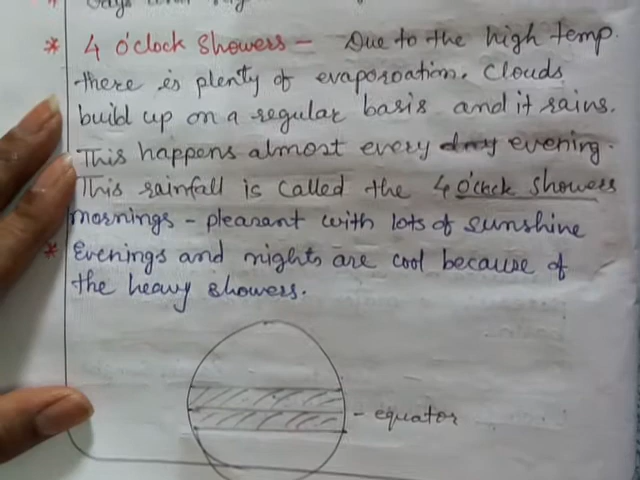 * 4 o'clock showers – Due to the high temp.
there is plenty of evaporation. Clouds
build up on a regular basis and it rains.
This happens almost every evening.
This rainfall is called the 4 o'clock showers
mornings – pleasant with lots of sunshine
* Evenings and nights are cool because of
the heavy showers.
– equator